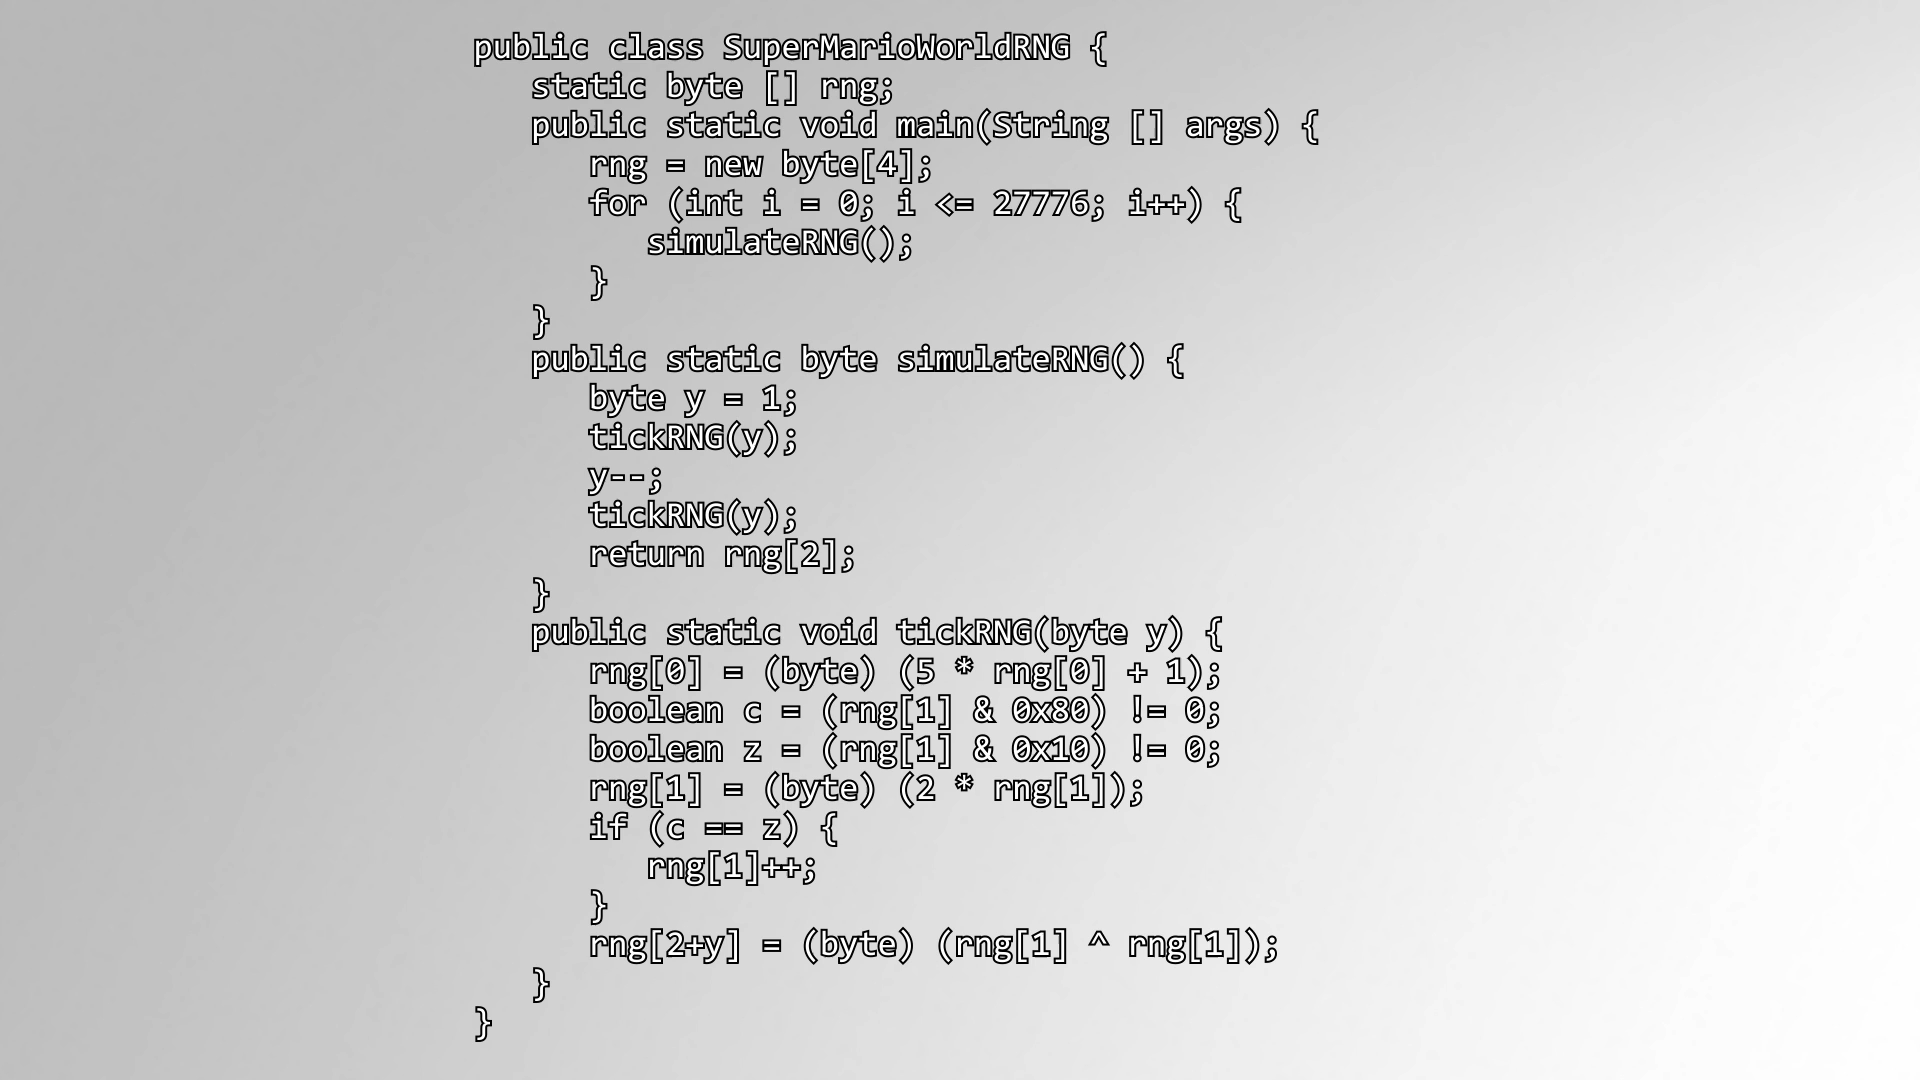 public class SuperMarioWorldRNG {
   static byte [] rng;
   public static void main(String [] args) {
      rng = new byte[4];
      for (int i = 0; i <= 27776; i++) {
         simulateRNG();
      }
   }
   public static byte simulateRNG() {
      byte y = 1;
      tickRNG(y);
      y--;
      tickRNG(y);
      return rng[2];
   }
   public static void tickRNG(byte y) {
      rng[0] = (byte) (5 * rng[0] + 1);
      boolean c = (rng[1] & 0x80) != 0;
      boolean z = (rng[1] & 0x10) != 0;
      rng[1] = (byte) (2 * rng[1]);
      if (c == z) {
         rng[1]++;
      }
      rng[2+y] = (byte) (rng[1] ^ rng[1]);
   }
}